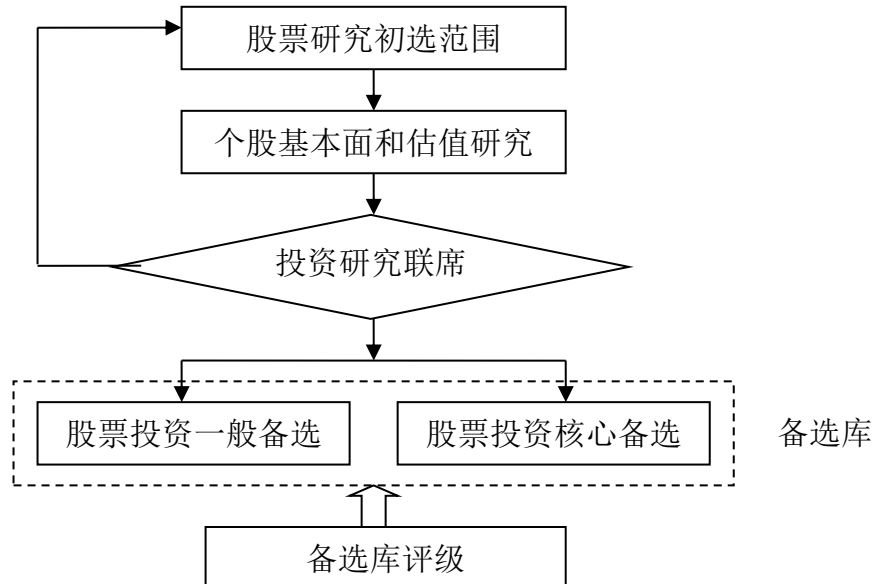 股票研究初选范围
个股基本面和估值研究
投资研究联席
股票投资一般备选
股票投资核心备选
备选库
备选库评级